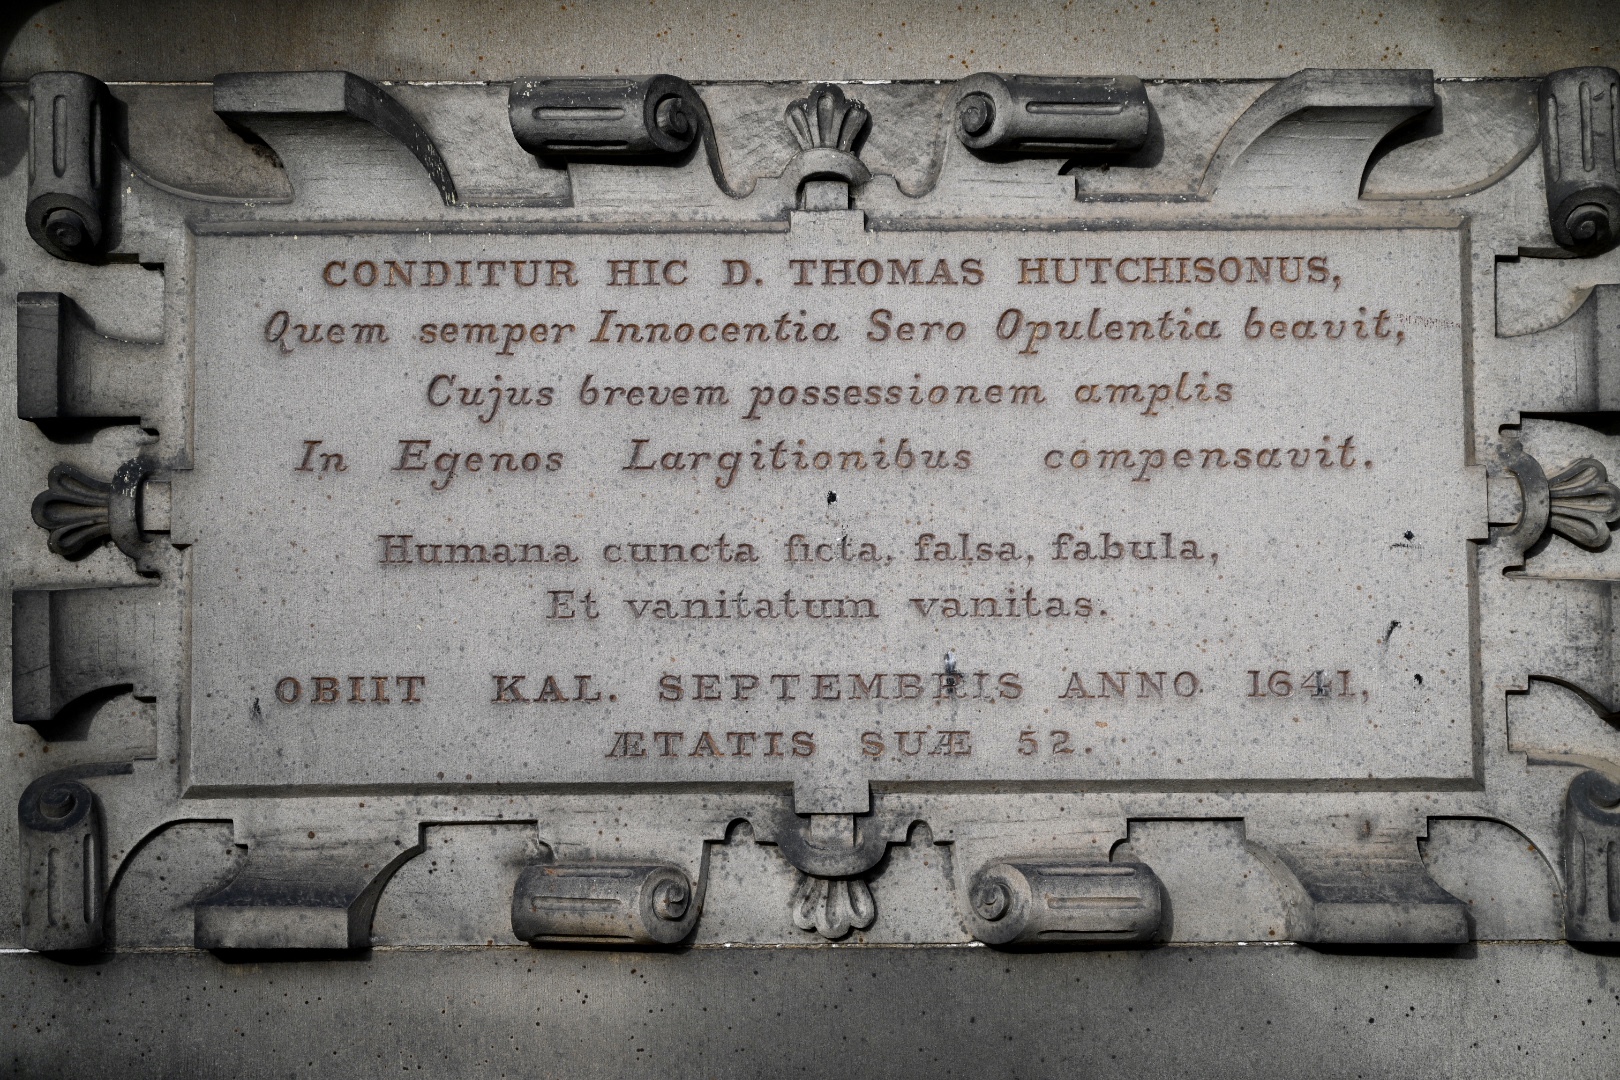 CONDITUR HIC D. THOMAS HUTCHISONUS,
Quem semper Innocentia Sero Opulentia beavit,
Cujus brevem possessionem amplis
In Egenos Largitionibus compensavit.
Humana cuncta ficta, falsa, fabula,
Et vanitatum vanitas.
OBIIT KAL. SEPTEMBRIS ANNO 1641,
ÆTATIS SUÆ 52.